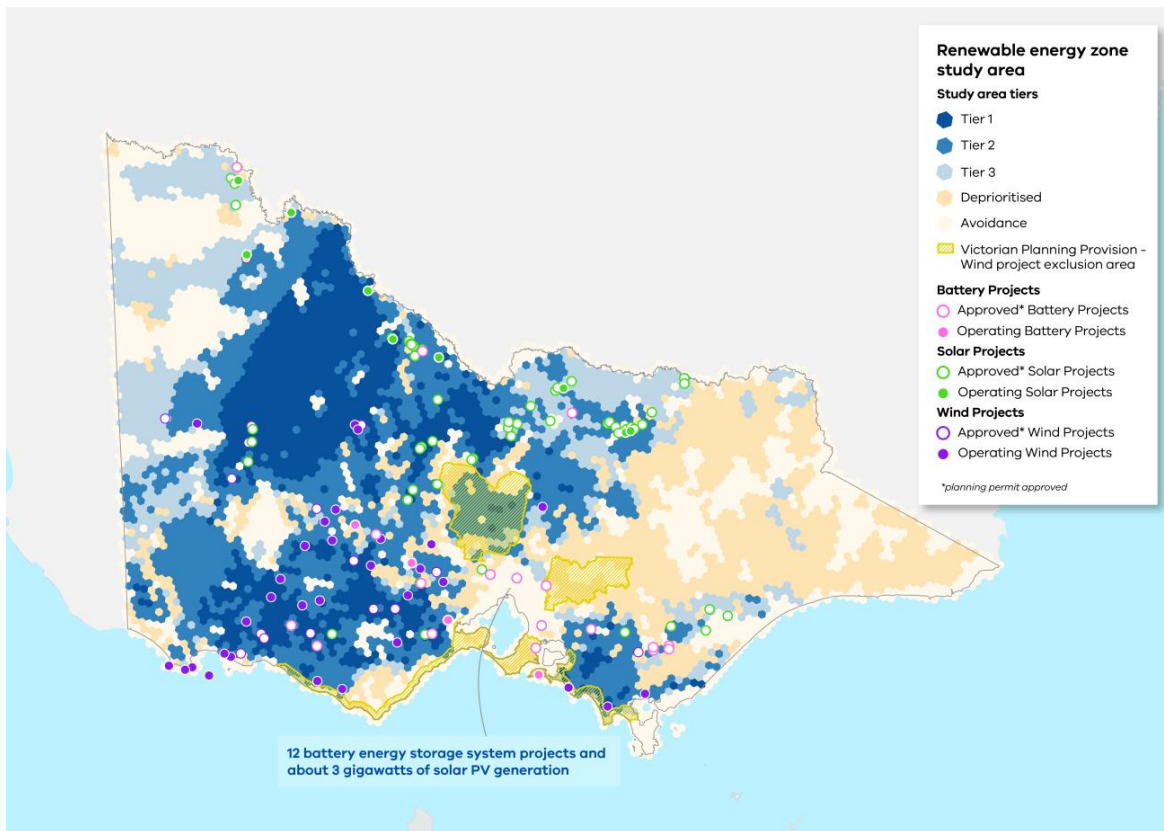 Renewable energy zone
study area
Study area tiers
Tier 1
Tier 2
Tier 3
Deprioritised
Avoidance
Victorian Planning Provision -
Wind project exclusion area
Battery Projects
Approved* Battery Projects
Operating Battery Projects
Solar Projects
Approved* Solar Projects
Operating Solar Projects
Wind Projects
Approved* Wind Projects
Operating Wind Projects
*planning permit approved
12 battery energy storage system projects and
about 3 gigawatts of solar PV generation